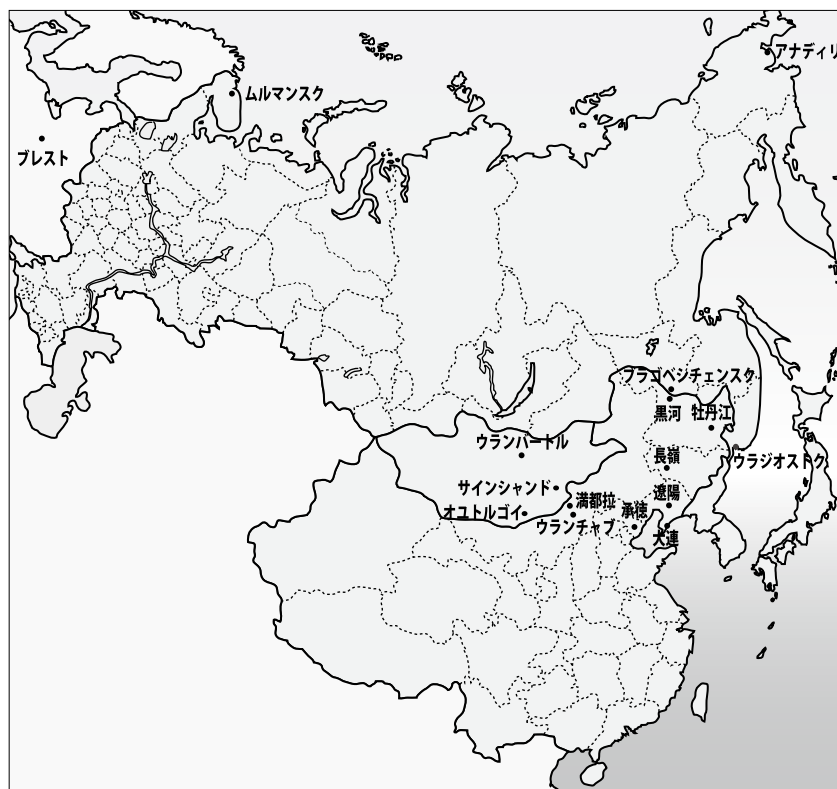 アナディリ
ムルマンスク
ブレスト
ブラゴベシチェンスク
黒河
牡丹江
ウランバートル
ウラジオストク
長嶺
サインシャンド
満都拉
遼陽
オユトルゴイ
承徳
ウランチャブ
大連